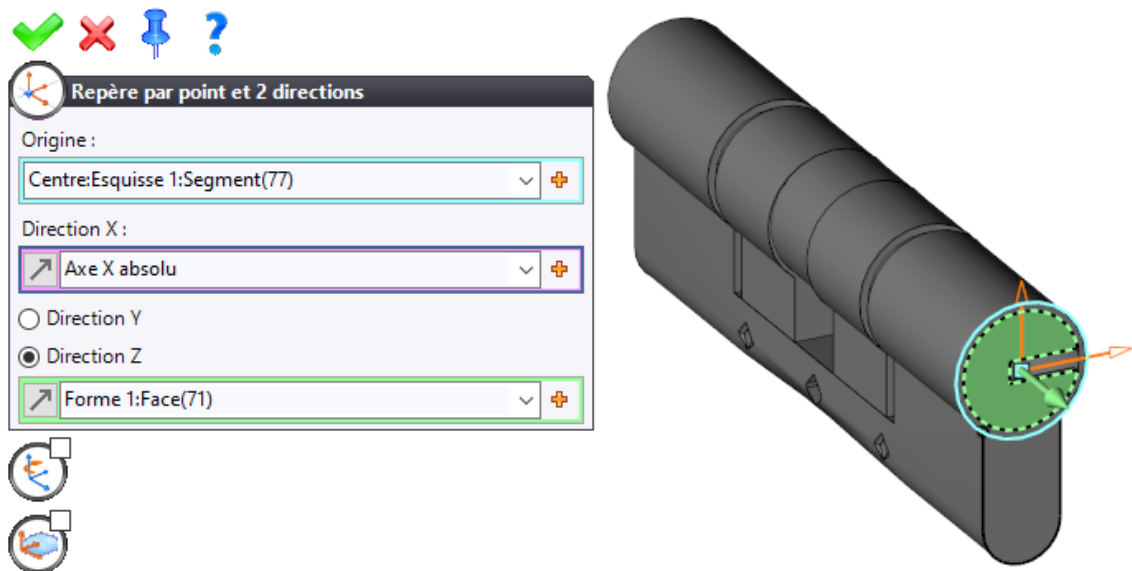 ?
Repère par point et 2 directions
Origine :
Centre:Esquisse 1:Segment(77)
Direction X :
Axe X absolu
Direction Y
Direction Z
Forme 1:Face(71)